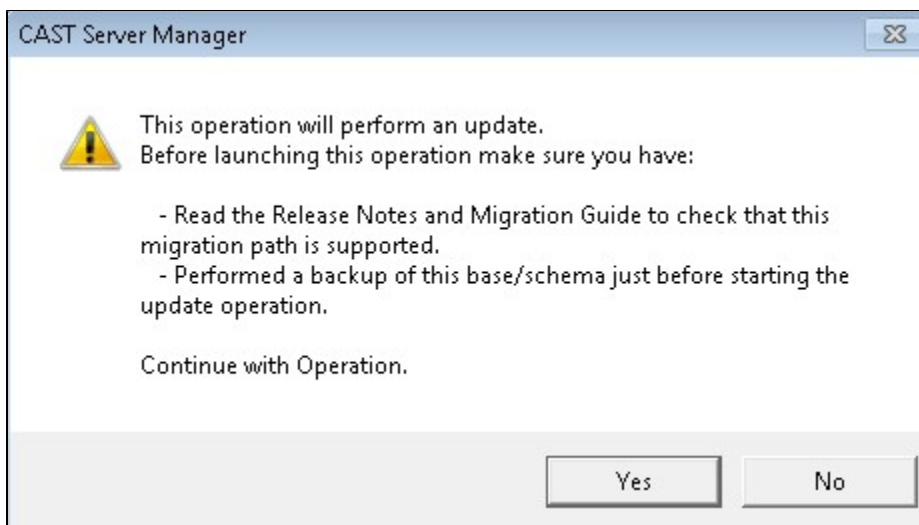 CAST Server Manager
This operation will perform an update.
Before launching this operation make sure you have:
- Read the Release Notes and Migration Guide to check that this
migration path is supported.
- Performed a backup of this base/schema just before starting the
update operation.
Continue with Operation.
Yes No